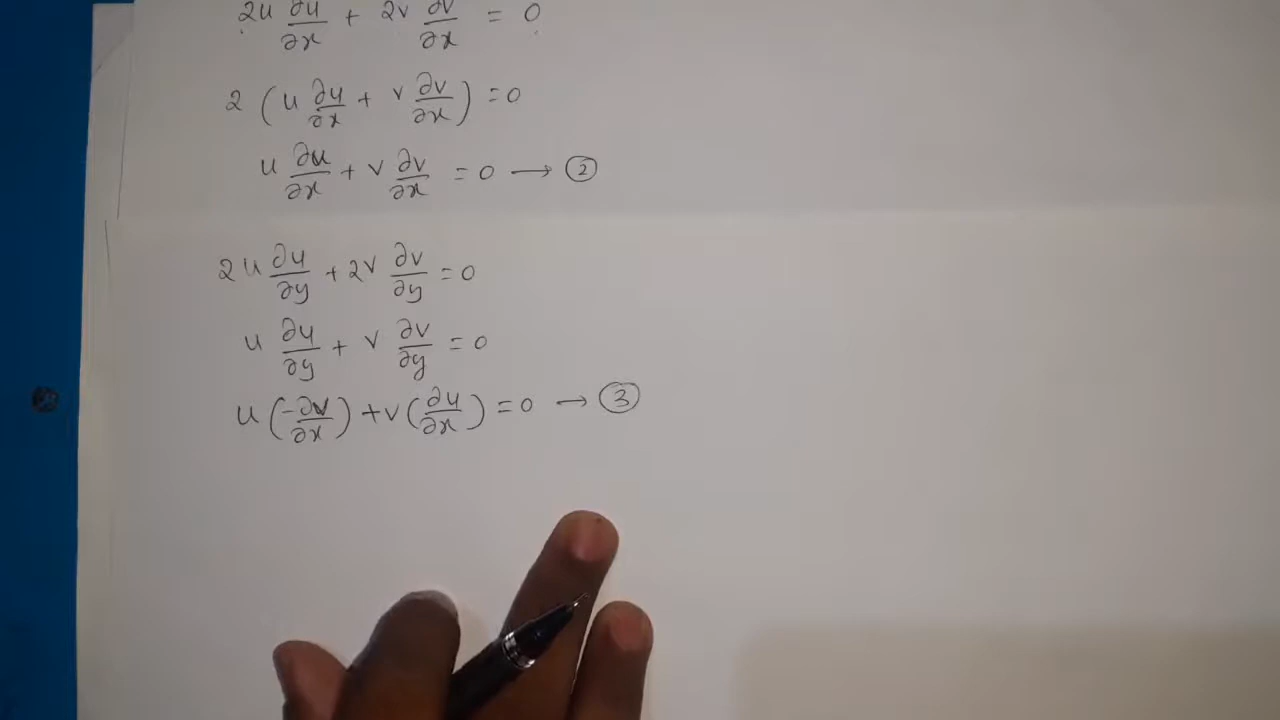 2u ∂u/∂x + 2v ∂v/∂x = 0
2 (u ∂u/∂x + v ∂v/∂x) = 0
u ∂u/∂x + v ∂v/∂x = 0 → ②
2u ∂u/∂y + 2v ∂v/∂y = 0
u ∂u/∂y + v ∂v/∂y = 0
u (-∂v/∂x) + v (∂u/∂x) = 0 → ③